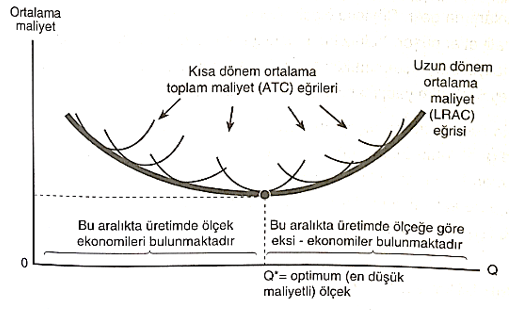 Ortalama
maliyet
Kısa dönem ortalama
toplam maliyet (ATC) eğrileri
Uzun dönem
ortalama
maliyet
(LRAC)
eğrisi
Bu aralıkta üretimde ölçek
ekonomileri bulunmaktadır
Bu aralıkta üretimde ölçeğe göre
eksi - ekonomiler bulunmaktadır
0
Q
Q*= optimum (en düşük
maliyetli) ölçek